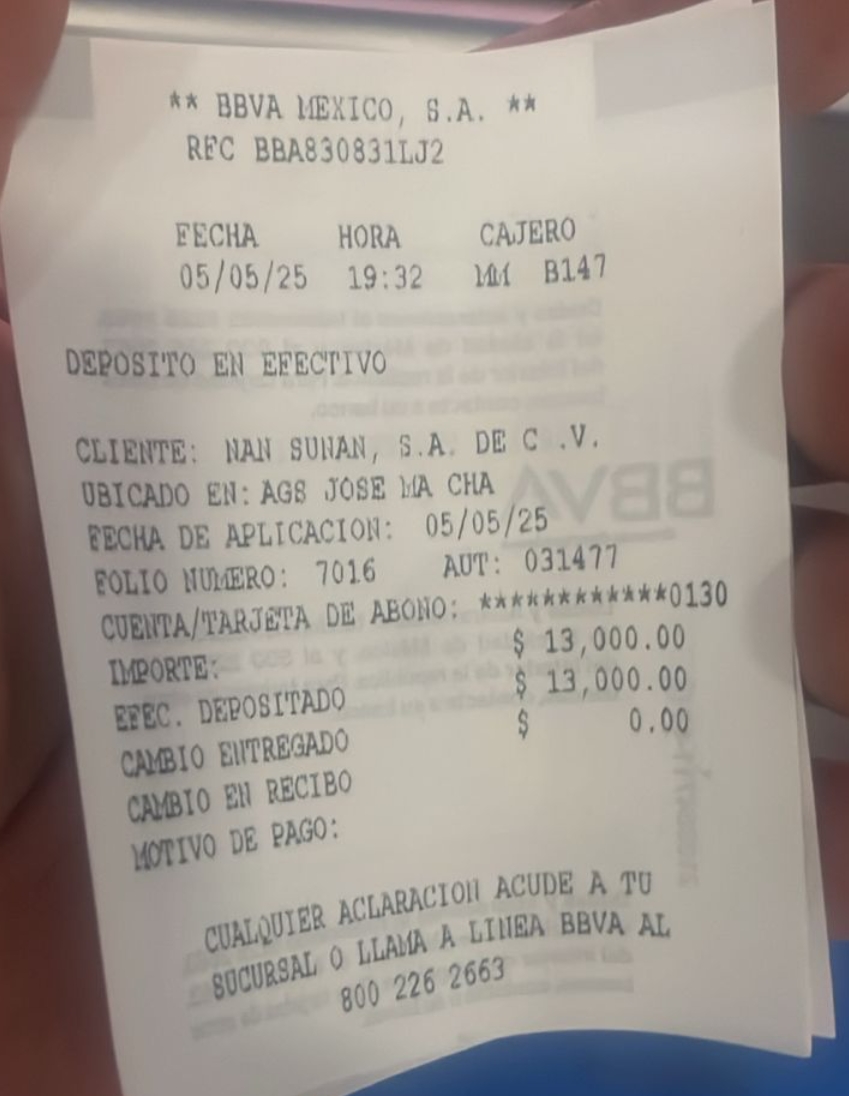 ** BBVA MEXICO, S.A. **
RFC BBA830831LJ2
FECHA HORA CAJERO
05/05/25 19:32 MM B147
DEPOSITO EN EFECTIVO
CLIENTE: NAN SUNAN, S.A. DE C .V.
UBICADO EN: AGS JOSE MA CHA
FECHA DE APLICACION: 05/05/25
FOLIO NUMERO: 7016 AUT: 031477
CUENTA/TARJETA DE ABONO: ************0130
IMPORTE: $ 13,000.00
EFEC. DEPOSITADO $ 13,000.00
CAMBIO ENTREGADO $ 0.00
CAMBIO EN RECIBO
MOTIVO DE PAGO:
CUALQUIER ACLARACION ACUDE A TU
SUCURSAL O LLAMA A LINEA BBVA AL
800 226 2663
BBVA